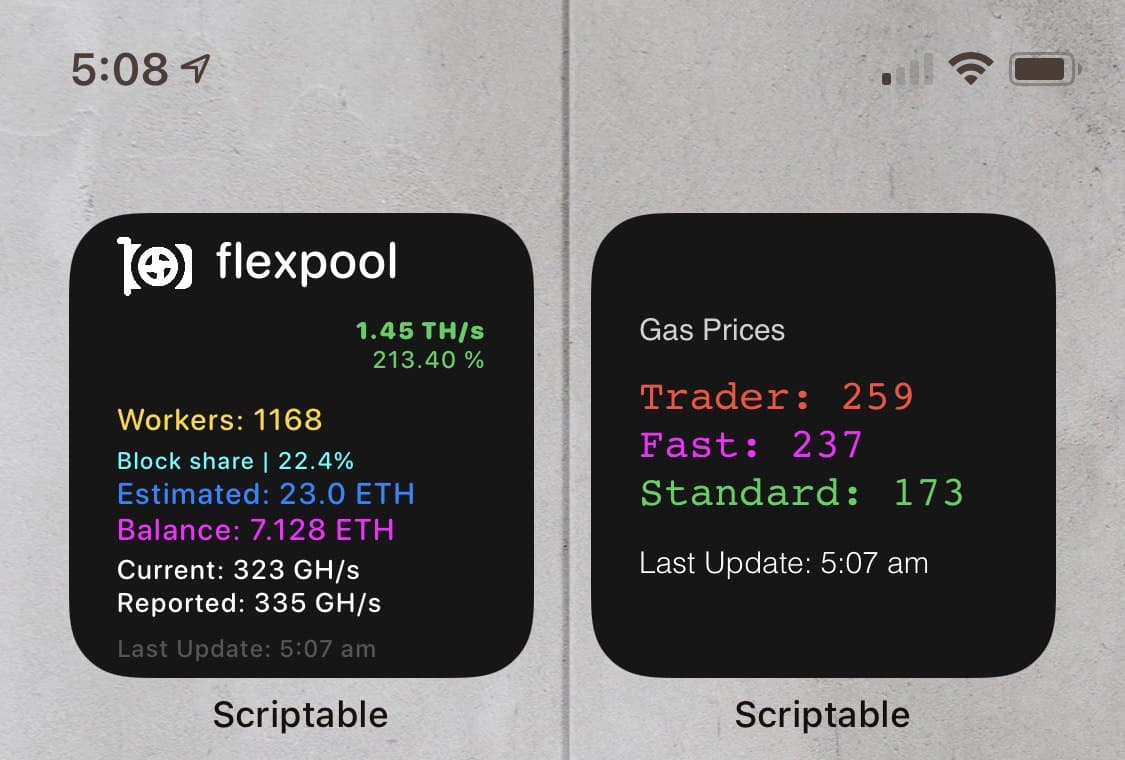 5:08
flexpool
1.45 TH/s
213.40 %
Workers: 1168
Block share | 22.4%
Estimated: 23.0 ETH
Balance: 7.128 ETH
Current: 323 GH/s
Reported: 335 GH/s
Last Update: 5:07 am
Scriptable
Gas Prices
Trader: 259
Fast: 237
Standard: 173
Last Update: 5:07 am
Scriptable